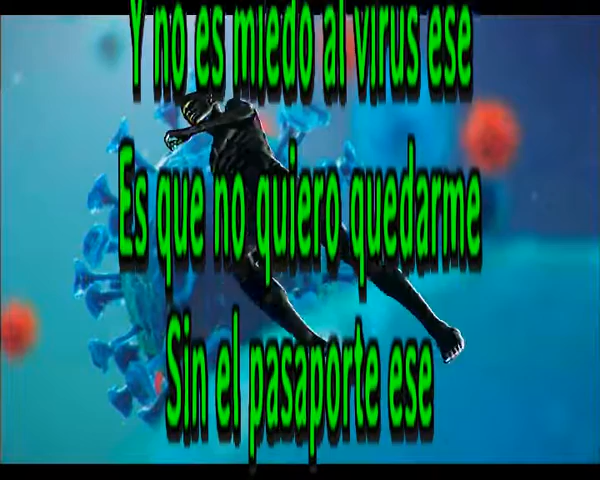 Y no es miedo al virus ese
Es que no quiero quedarme
Sin el pasaporte ese